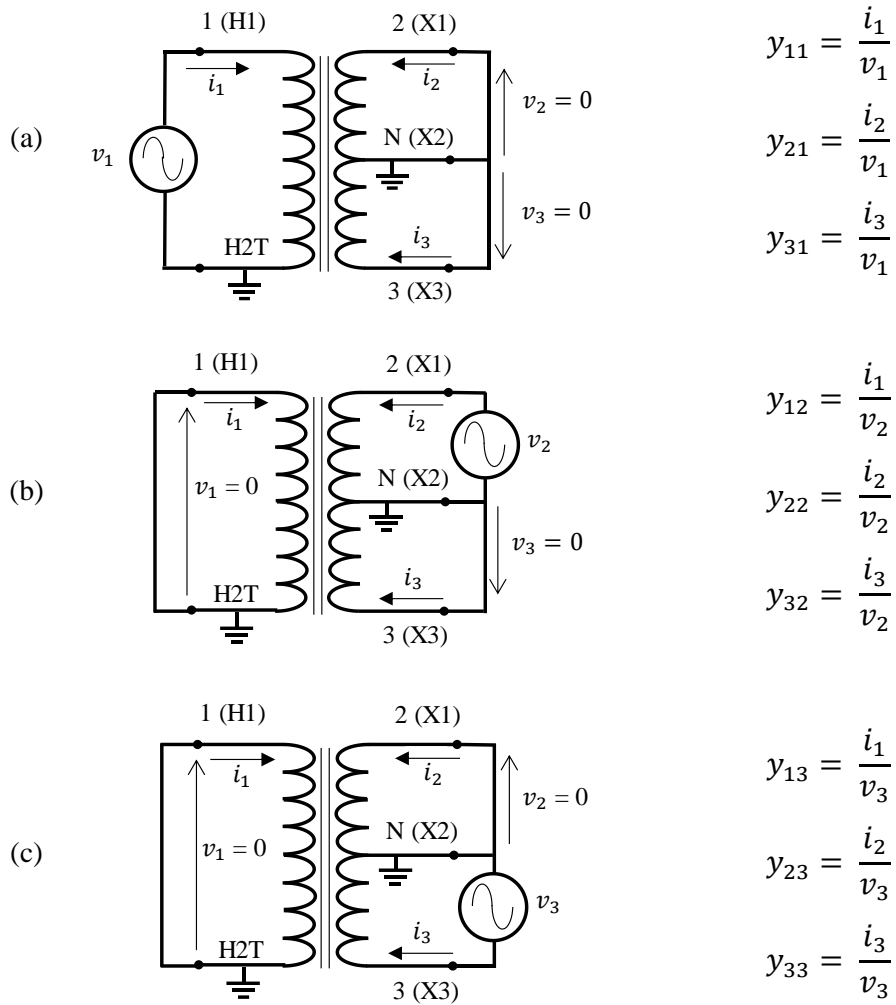 1 (H1) 2 (X1)
i₁ i₂
v₂ = 0
(a) v₁ N (X2)
v₃ = 0
H2T i₃
3 (X3)
y₁₁ = i₁/v₁
y₂₁ = i₂/v₁
y₃₁ = i₃/v₁
1 (H1) 2 (X1)
i₁ i₂
v₂
(b) v₁ = 0 N (X2)
v₃ = 0
H2T i₃
3 (X3)
y₁₂ = i₁/v₂
y₂₂ = i₂/v₂
y₃₂ = i₃/v₂
1 (H1) 2 (X1)
i₁ i₂
v₂ = 0
(c) v₁ = 0 N (X2)
v₃
H2T i₃
3 (X3)
y₁₃ = i₁/v₃
y₂₃ = i₂/v₃
y₃₃ = i₃/v₃